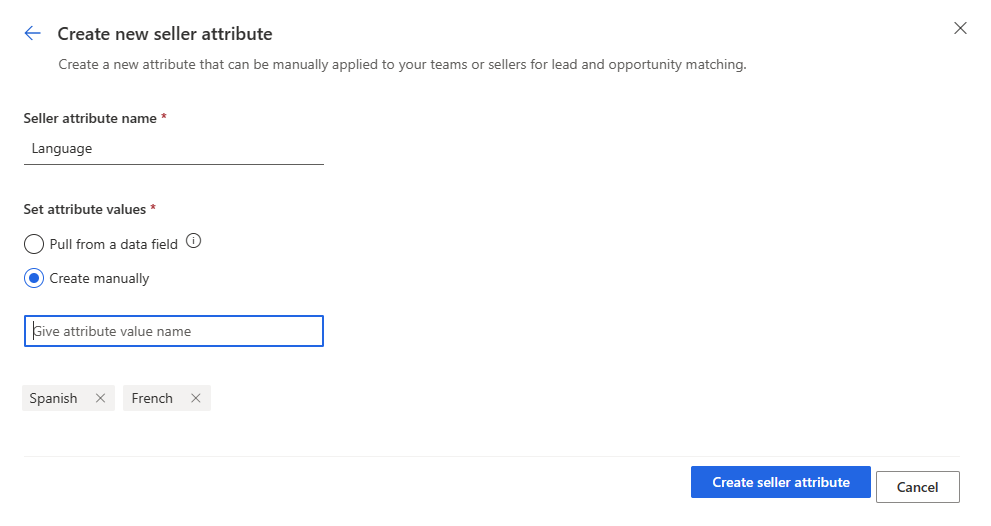 Create new seller attribute
Create a new attribute that can be manually applied to your teams or sellers for lead and opportunity matching.
Seller attribute name *
Language
Set attribute values *
Pull from a data field
Create manually
Give attribute value name
Spanish French
Create seller attribute Cancel